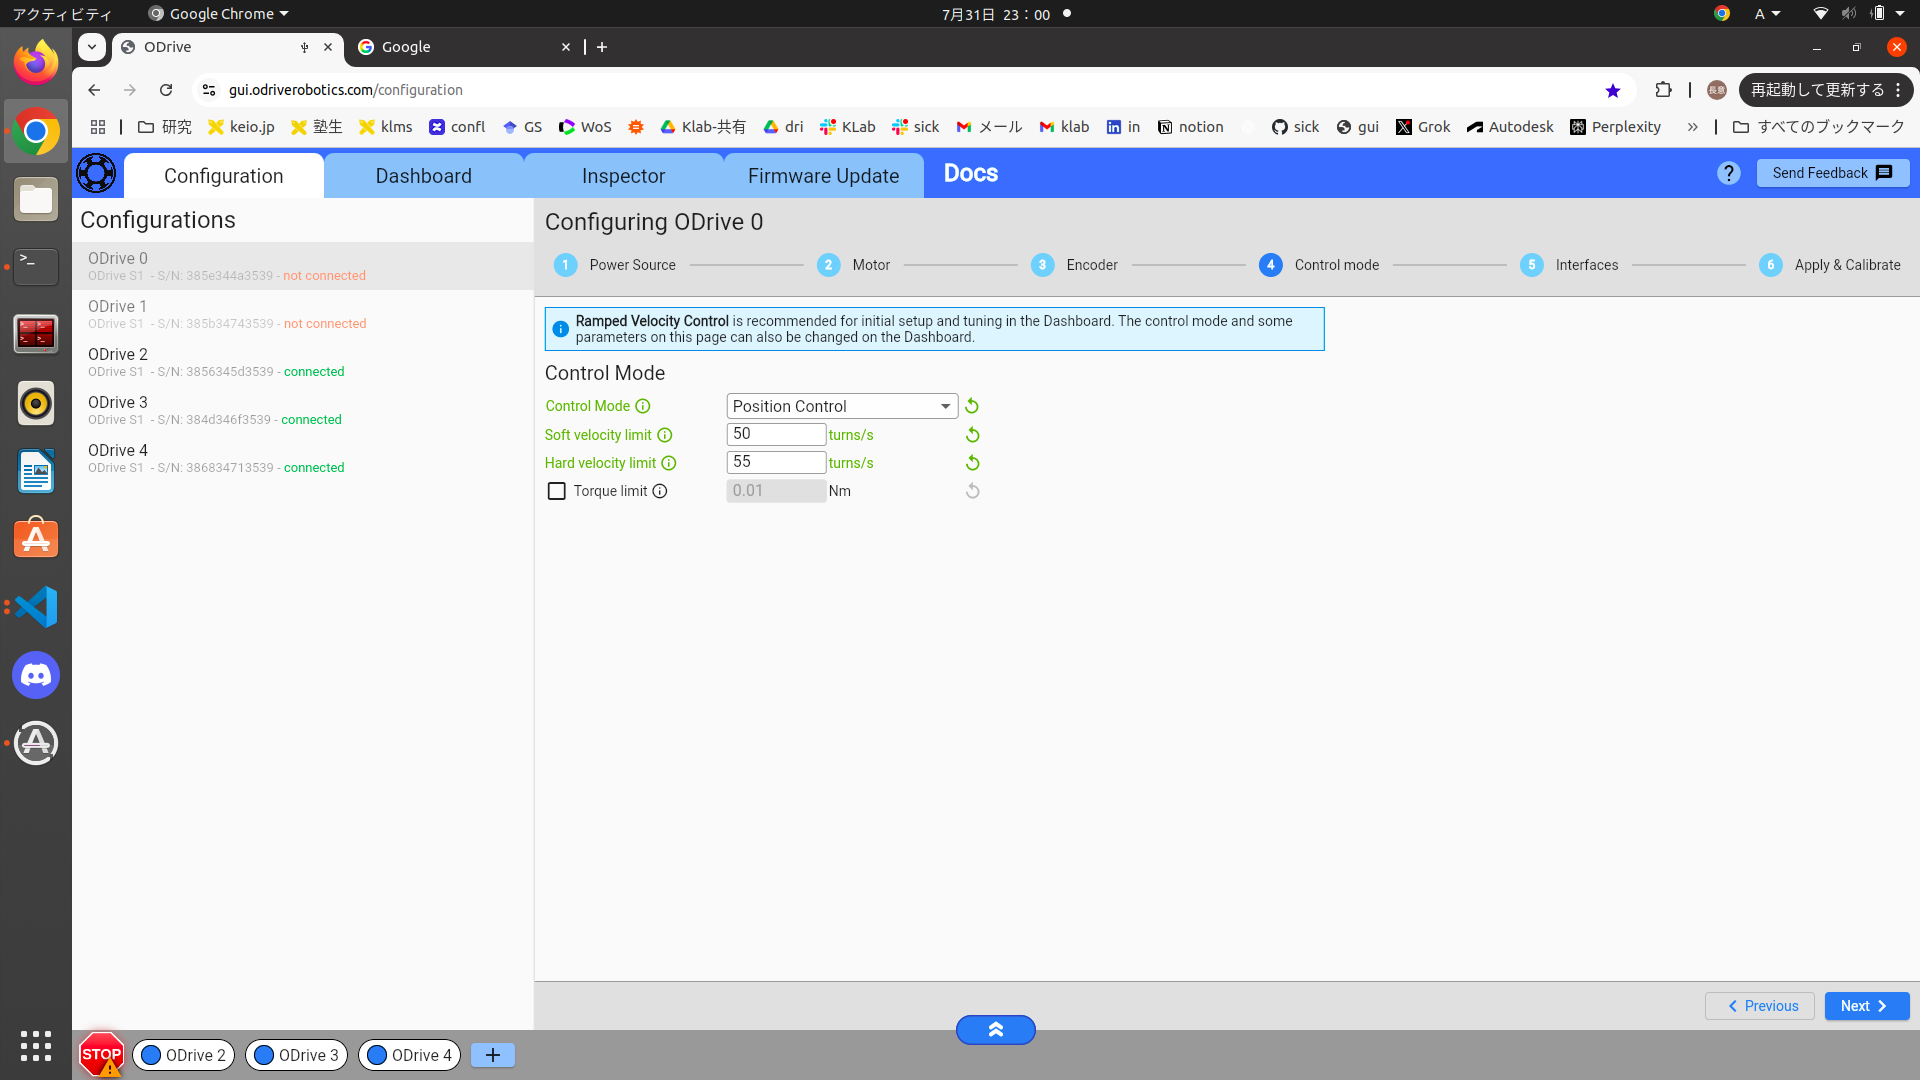 アクティビティ
Google Chrome
7月31日 23：00
A
ODrive
Google
gui.odriverobotics.com/configuration
長意
再起動して更新する
研究
keio.jp
塾生
klms
confl
GS
WoS
Klab-共有
dri
KLab
sick
メール
klab
in
notion
sick
gui
Grok
Autodesk
Perplexity
»
すべてのブックマーク
Configuration
Dashboard
Inspector
Firmware Update
Docs
?
Send Feedback
Configurations
ODrive 0
ODrive S1 - S/N: 385e344a3539 - not connected
ODrive 1
ODrive S1 - S/N: 385b34743539 - not connected
ODrive 2
ODrive S1 - S/N: 3856345d3539 - connected
ODrive 3
ODrive S1 - S/N: 384d346f3539 - connected
ODrive 4
ODrive S1 - S/N: 386834713539 - connected
Configuring ODrive 0
1 Power Source
2 Motor
3 Encoder
4 Control mode
5 Interfaces
6 Apply & Calibrate
Ramped Velocity Control is recommended for initial setup and tuning in the Dashboard. The control mode and some
parameters on this page can also be changed on the Dashboard.
Control Mode
Control Mode Position Control
Soft velocity limit 50 turns/s
Hard velocity limit 55 turns/s
Torque limit 0.01 Nm
Previous
Next
STOP
ODrive 2
ODrive 3
ODrive 4
+